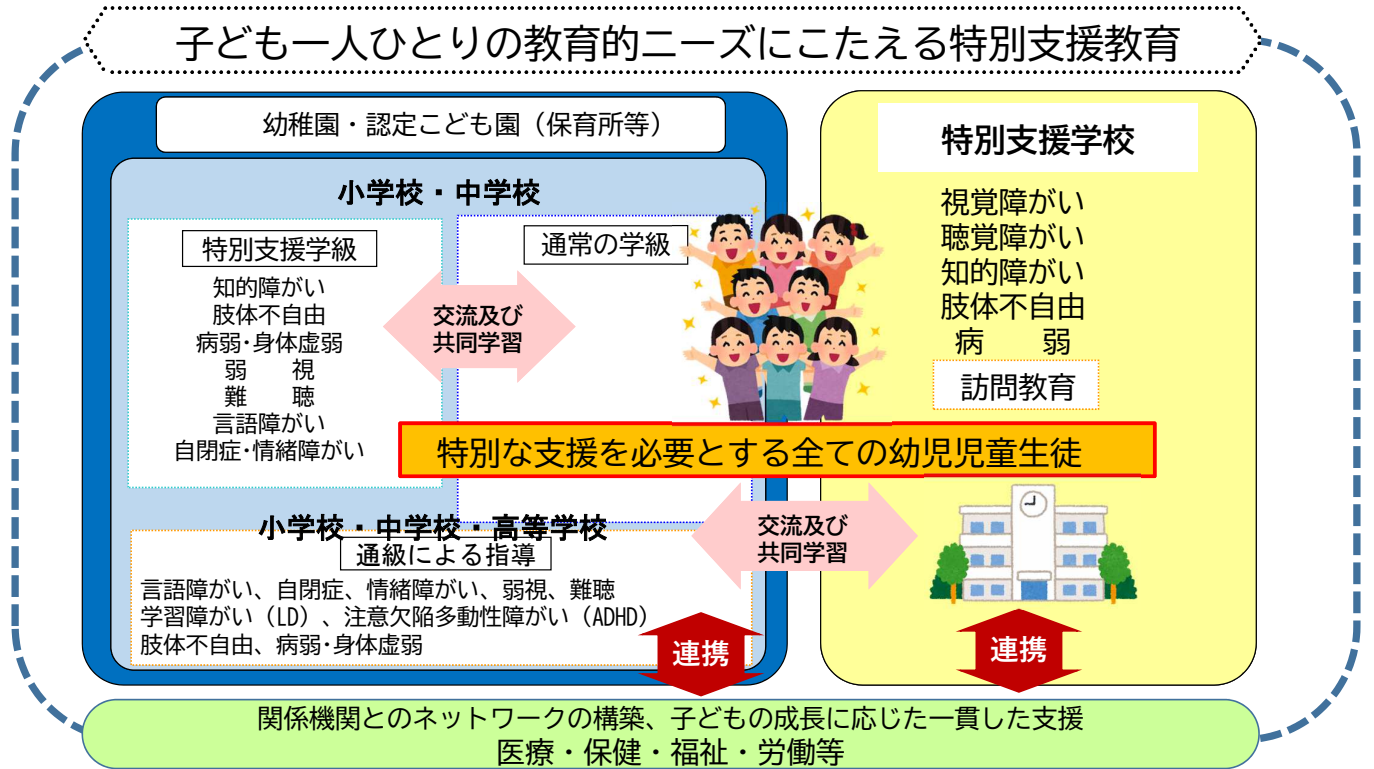 子ども一人ひとりの教育的ニーズにこたえる特別支援教育
幼稚園・認定こども園（保育所等）
小学校・中学校
特別支援学級
知的障がい
肢体不自由
病弱･身体虚弱
弱　　視
難　　聴
言語障がい
自閉症･情緒障がい
交流及び
共同学習
通常の学級
特別支援学校
視覚障がい
聴覚障がい
知的障がい
肢体不自由
病　　弱
訪問教育
特別な支援を必要とする全ての幼児児童生徒
小学校・中学校・高等学校
通級による指導
言語障がい、自閉症、情緒障がい、弱視、難聴
学習障がい（LD）、注意欠陥多動性障がい（ADHD）
肢体不自由、病弱･身体虚弱
交流及び
共同学習
連携
連携
関係機関とのネットワークの構築、子どもの成長に応じた一貫した支援
医療・保健・福祉・労働等